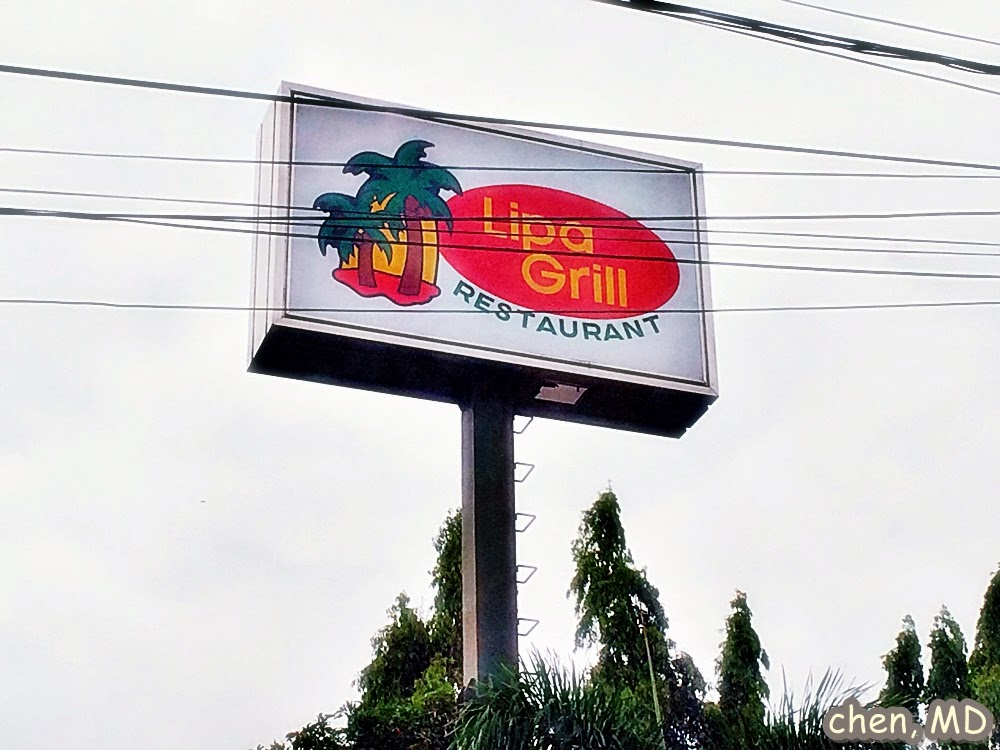 Lipa
Grill
RESTAURANT
chen, MD